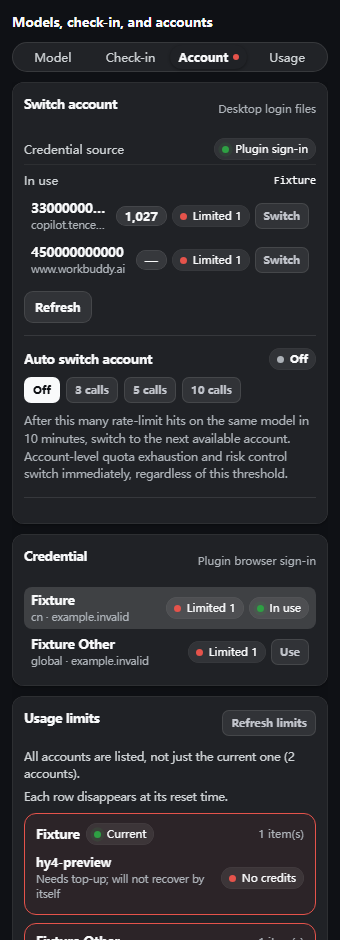 Models, check-in, and accounts
Model Check-in Account Usage
Switch account Desktop login files
Credential source Plugin sign-in
In use Fixture
33000000... 1,027 Limited 1 Switch
copilot.tence...
450000000000 — Limited 1 Switch
www.workbuddy.ai
Refresh
Auto switch account Off
Off 3 calls 5 calls 10 calls
After this many rate-limit hits on the same model in
10 minutes, switch to the next available account.
Account-level quota exhaustion and risk control
switch immediately, regardless of this threshold.
Credential Plugin browser sign-in
Fixture Limited 1 In use
cn · example.invalid
Fixture Other Limited 1 Use
global · example.invalid
Usage limits Refresh limits
All accounts are listed, not just the current one (2
accounts).
Each row disappears at its reset time.
Fixture Current 1 item(s)
hy4-preview
Needs top-up; will not recover by
itself
No credits
Fixture Other 1 item(s)